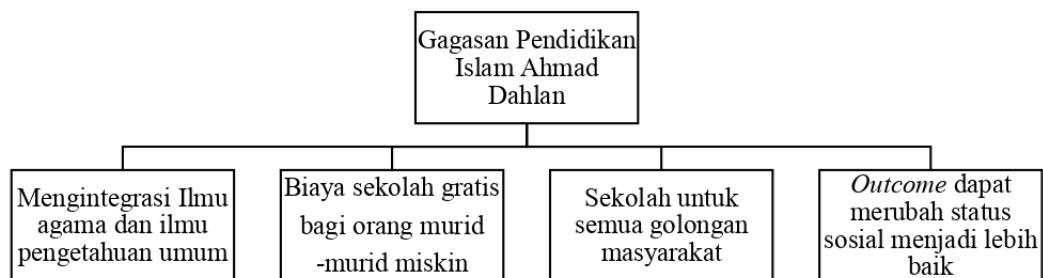 Gagasan Pendidikan
Islam Ahmad
Dahlan
Mengintegrasi Ilmu
agama dan ilmu
pengetahuan umum
Biaya sekolah gratis
bagi orang murid
-murid miskin
Sekolah untuk
semua golongan
masyarakat
Outcome dapat
merubah status
sosial menjadi lebih
baik